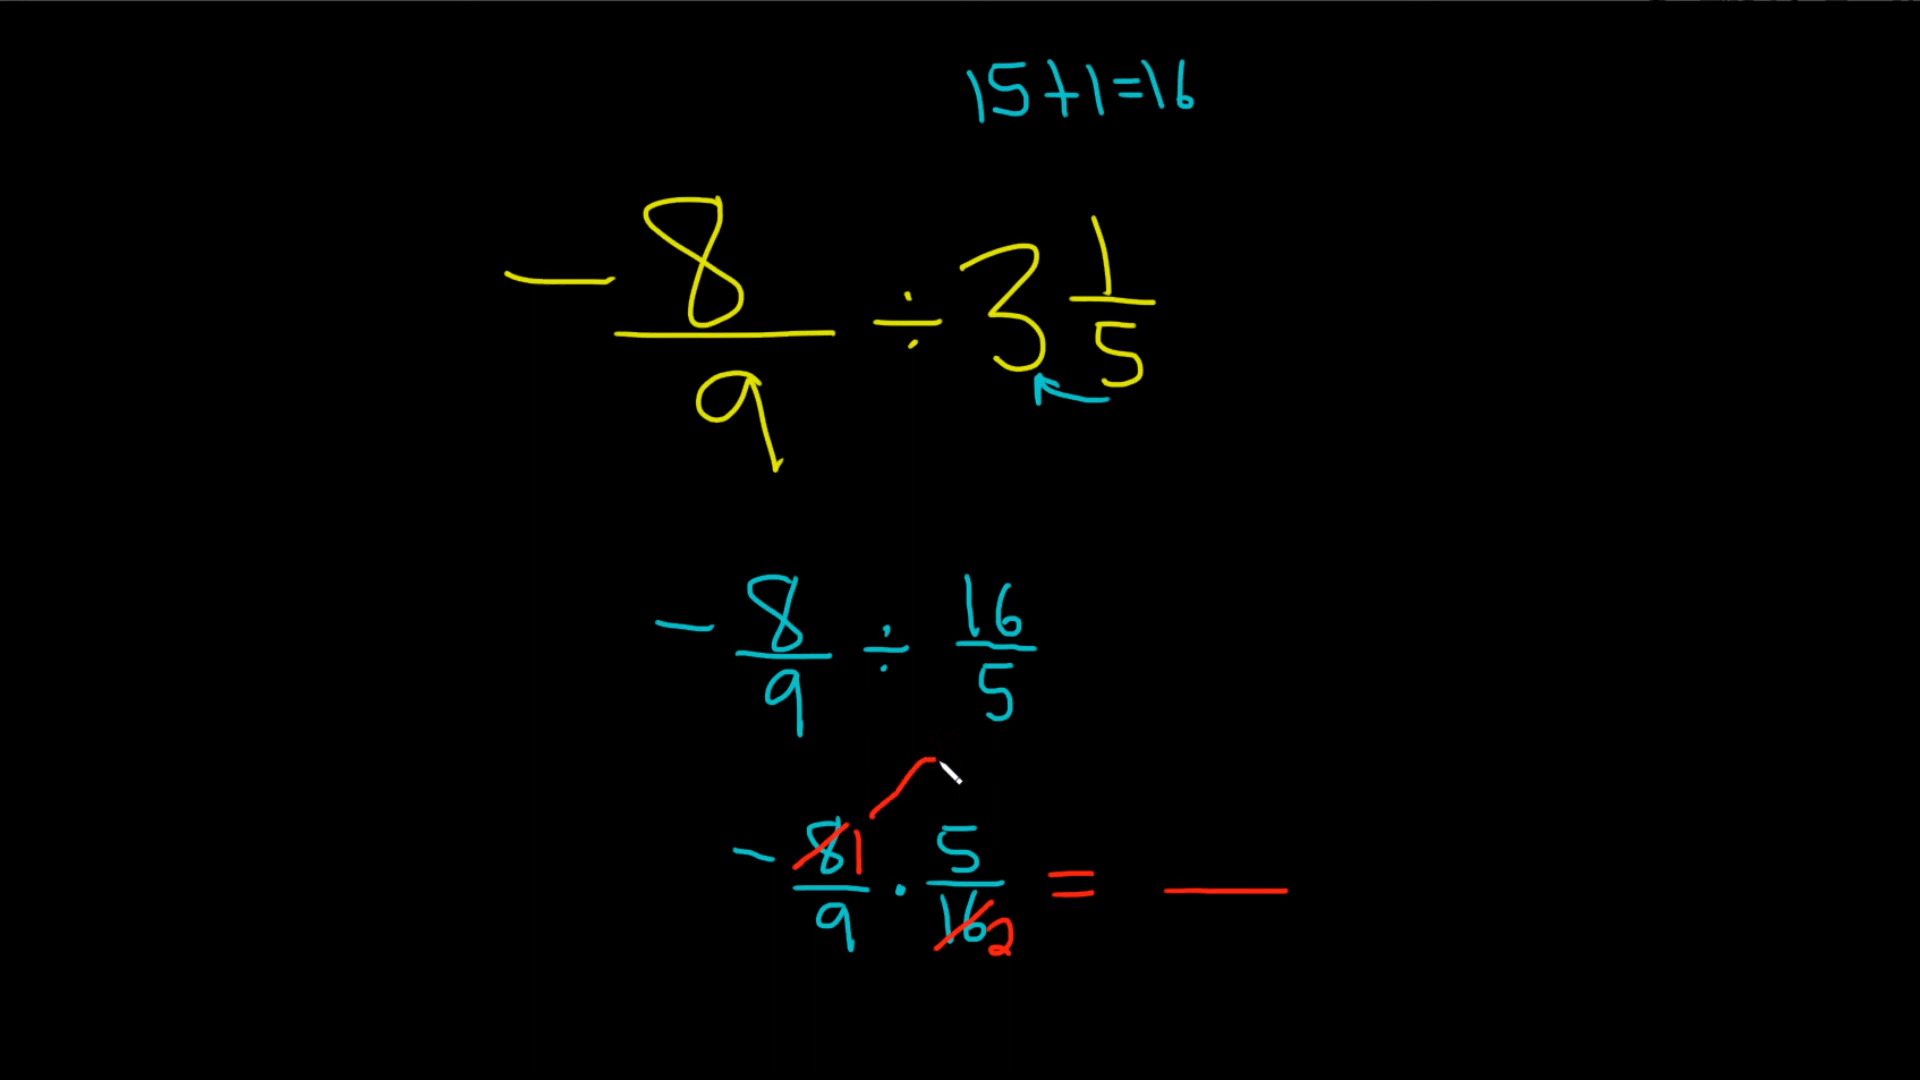 15+1=16
-8/9 ÷ 3 1/5
-8/9 ÷ 16/5
-8 1/9 · 5/16 2 =